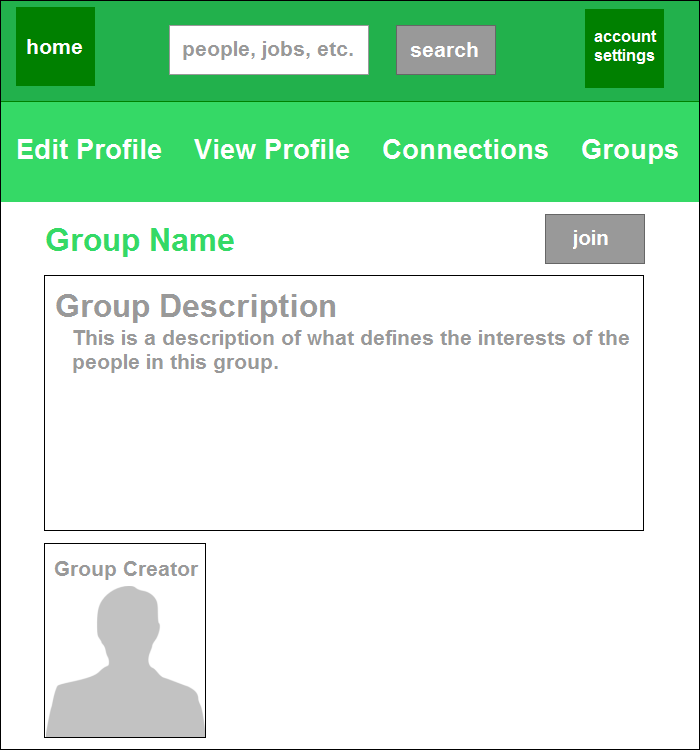 home
people, jobs, etc.
search
account
settings
Edit Profile
View Profile
Connections
Groups
Group Name
join
Group Description
This is a description of what defines the interests of the
people in this group.
Group Creator